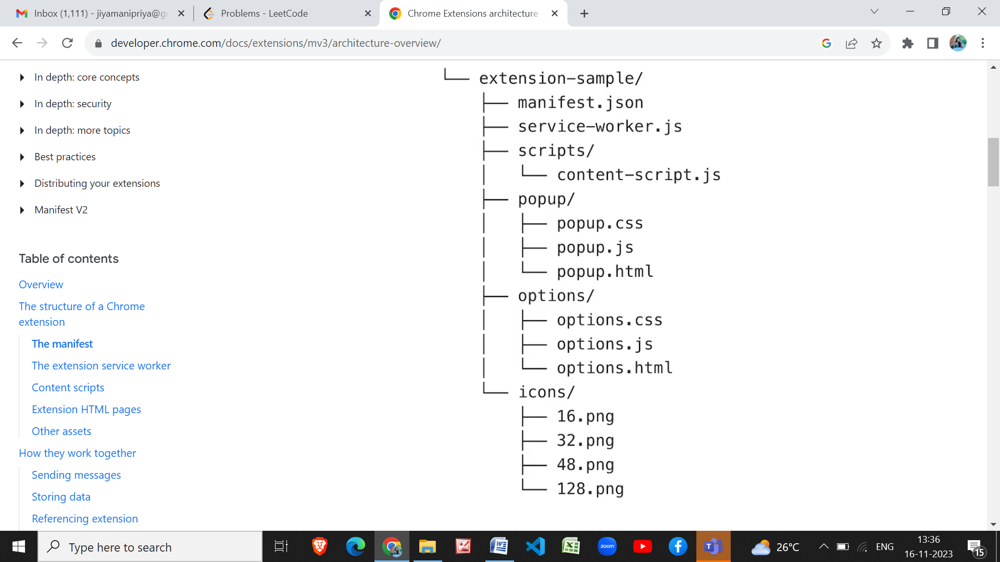 Inbox (1,111) - jiyamanipriya@gr
Problems - LeetCode
Chrome Extensions architecture
developer.chrome.com/docs/extensions/mv3/architecture-overview/
In depth: core concepts
In depth: security
In depth: more topics
Best practices
Distributing your extensions
Manifest V2
Table of contents
Overview
The structure of a Chrome
extension
The manifest
The extension service worker
Content scripts
Extension HTML pages
Other assets
How they work together
Sending messages
Storing data
Referencing extension
extension-sample/
manifest.json
service-worker.js
scripts/
content-script.js
popup/
popup.css
popup.js
popup.html
options/
options.css
options.js
options.html
icons/
16.png
32.png
48.png
128.png
Type here to search
zoom
26°C
ENG
13:36
16-11-2023
15